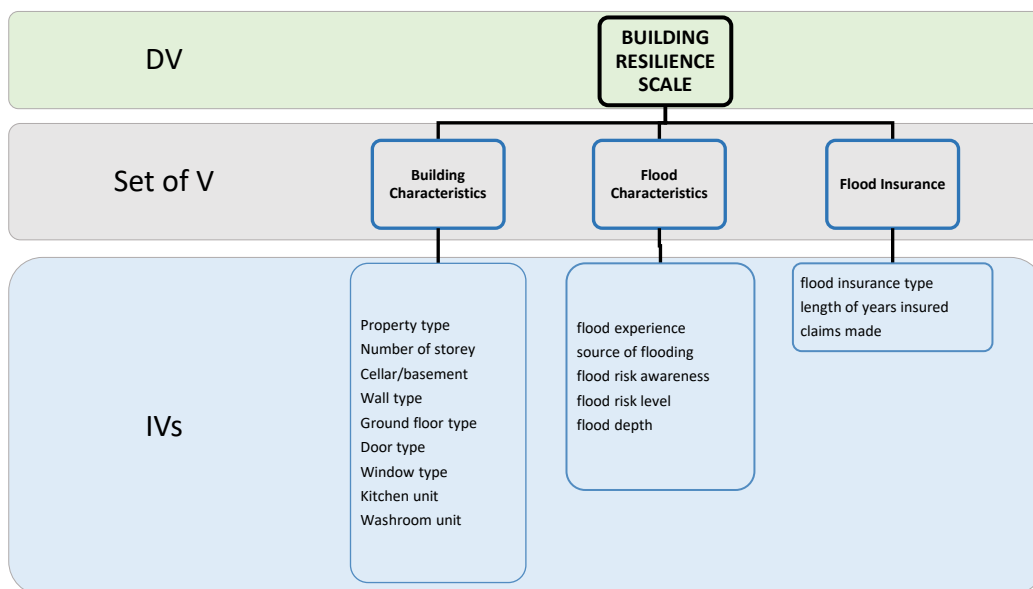 DV
BUILDING
RESILIENCE
SCALE
Set of V
Building
Characteristics
Flood
Characteristics
Flood Insurance
IVs
Property type
Number of storey
Cellar/basement
Wall type
Ground floor type
Door type
Window type
Kitchen unit
Washroom unit
flood experience
source of flooding
flood risk awareness
flood risk level
flood depth
flood insurance type
length of years insured
claims made